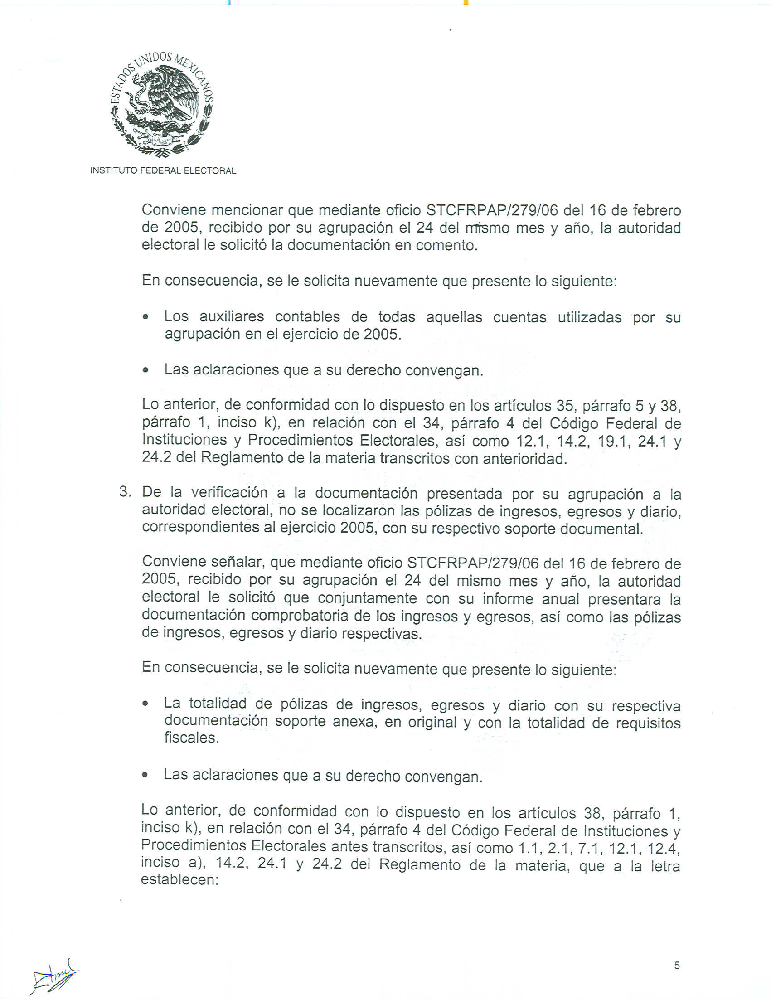 ESTADOS UNIDOS MEXICANOS
INSTITUTO FEDERAL ELECTORAL
Conviene mencionar que mediante oficio STCFRPAP/279/06 del 16 de febrero
de 2005, recibido por su agrupación el 24 del mismo mes y año, la autoridad
electoral le solicitó la documentación en comento.
En consecuencia, se le solicita nuevamente que presente lo siguiente:
• Los auxiliares contables de todas aquellas cuentas utilizadas por su
agrupación en el ejercicio de 2005.
• Las aclaraciones que a su derecho convengan.
Lo anterior, de conformidad con lo dispuesto en los artículos 35, párrafo 5 y 38,
párrafo 1, inciso k), en relación con el 34, párrafo 4 del Código Federal de
Instituciones y Procedimientos Electorales, así como 12.1, 14.2, 19.1, 24.1 y
24.2 del Reglamento de la materia transcritos con anterioridad.
3. De la verificación a la documentación presentada por su agrupación a la
autoridad electoral, no se localizaron las pólizas de ingresos, egresos y diario,
correspondientes al ejercicio 2005, con su respectivo soporte documental.
Conviene señalar, que mediante oficio STCFRPAP/279/06 del 16 de febrero de
2005, recibido por su agrupación el 24 del mismo mes y año, la autoridad
electoral le solicitó que conjuntamente con su informe anual presentara la
documentación comprobatoria de los ingresos y egresos, así como las pólizas
de ingresos, egresos y diario respectivas.
En consecuencia, se le solicita nuevamente que presente lo siguiente:
• La totalidad de pólizas de ingresos, egresos y diario con su respectiva
documentación soporte anexa, en original y con la totalidad de requisitos
fiscales.
• Las aclaraciones que a su derecho convengan.
Lo anterior, de conformidad con lo dispuesto en los artículos 38, párrafo 1,
inciso k), en relación con el 34, párrafo 4 del Código Federal de Instituciones y
Procedimientos Electorales antes transcritos, así como 1.1, 2.1, 7.1, 12.1, 12.4,
inciso a), 14.2, 24.1 y 24.2 del Reglamento de la materia, que a la letra
establecen:
5